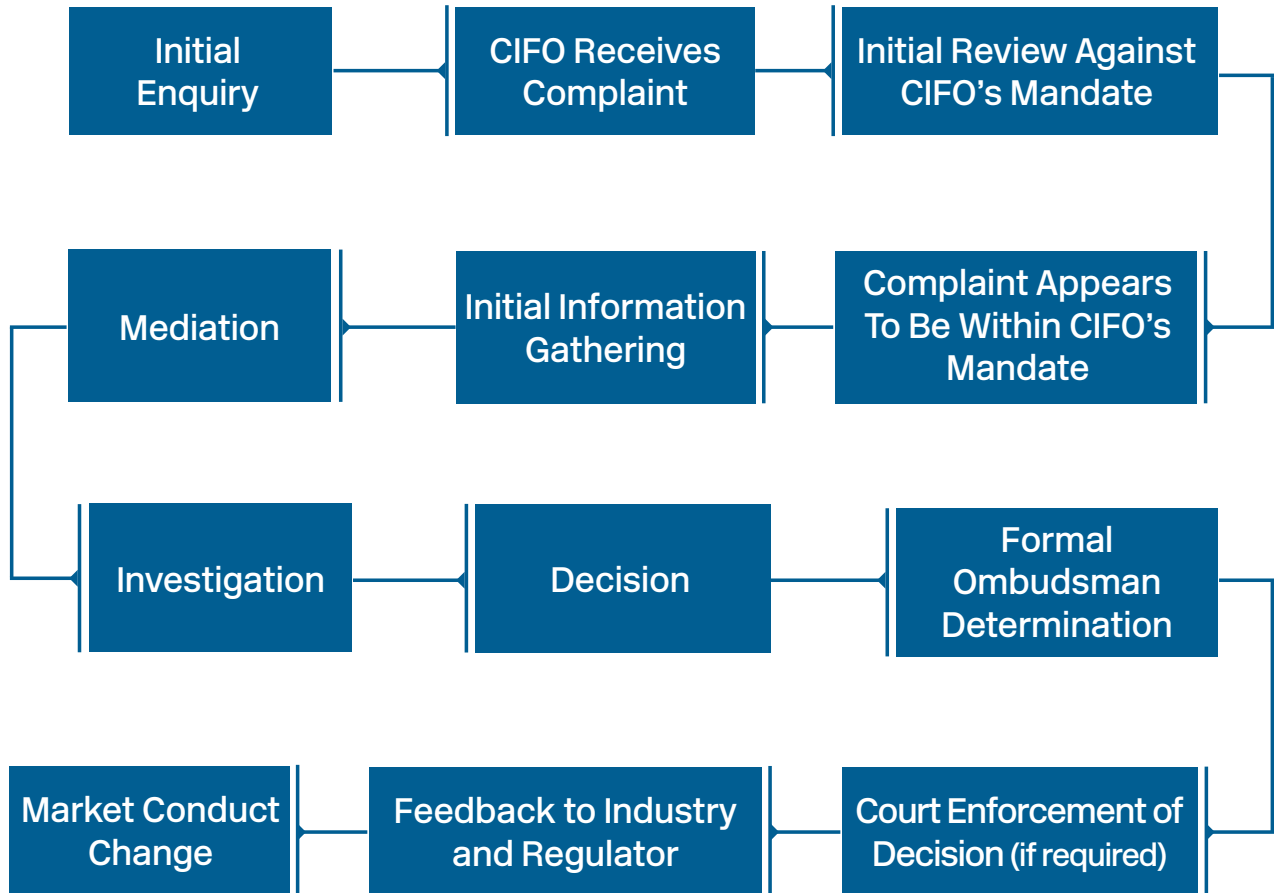 Initial
Enquiry
CIFO Receives
Complaint
Initial Review Against
CIFO's Mandate
Complaint Appears
To Be Within CIFO's
Mandate
Initial Information
Gathering
Mediation
Investigation
Decision
Formal
Ombudsman
Determination
Court Enforcement of
Decision (if required)
Feedback to Industry
and Regulator
Market Conduct
Change